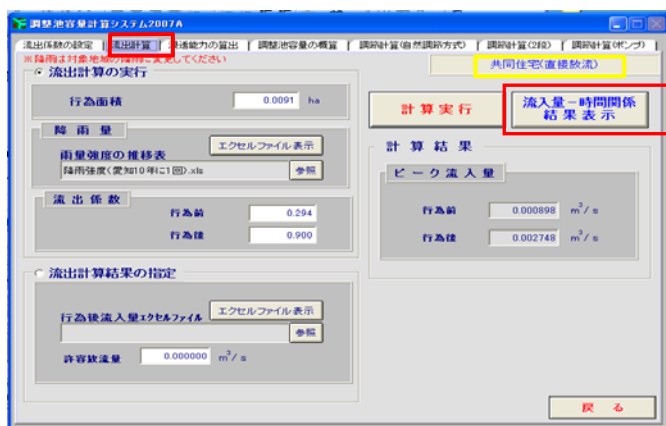 調整池容量計算システム2007A
流出係数の設定 流出計算 浸透能力の算出 調整池容量の概算 調節計算(自然調節方式) 調節計算(2段) 調節計算(ポンプ)
※降雨は対象地域の降雨に変更してください
共同住宅(直接放流)
流出計算の実行
行為面積 0.0091 ha
計算実行
流入量-時間関係
結果表示
降雨量
エクセルファイル表示
雨量強度の推移表
降雨強度(愛知10年に1回).xls 参照
計算結果
ピーク流入量
流出係数
行為前 0.294
行為後 0.900
行為前 0.000898 m³/s
行為後 0.002748 m³/s
流出計算結果の指定
行為後流入量エクセルファイル エクセルファイル表示
参照
許容放流量 0.000000 m³/s
戻る